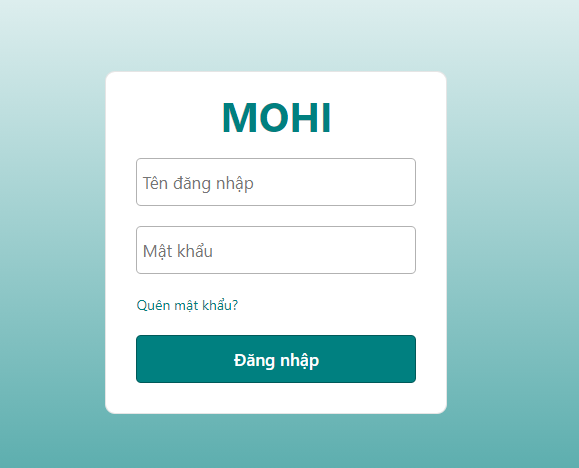 MOHI
Tên đăng nhập
Mật khẩu
Quên mật khẩu?
Đăng nhập